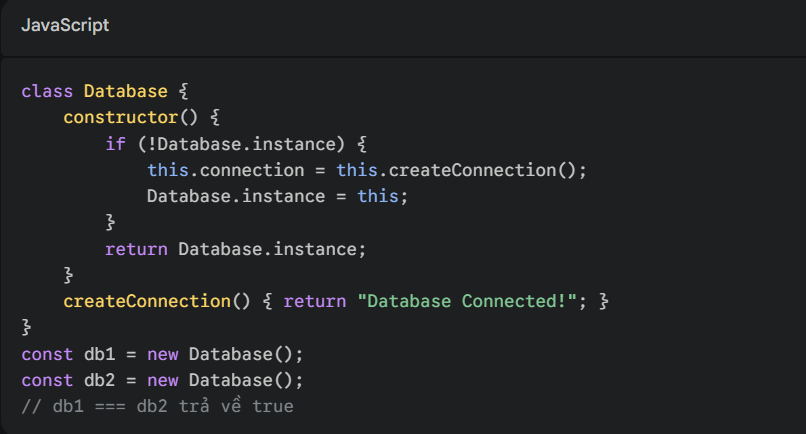 JavaScript
class Database {
    constructor() {
        if (!Database.instance) {
            this.connection = this.createConnection();
            Database.instance = this;
        }
        return Database.instance;
    }
    createConnection() { return "Database Connected!"; }
}
const db1 = new Database();
const db2 = new Database();
// db1 === db2 trả về true